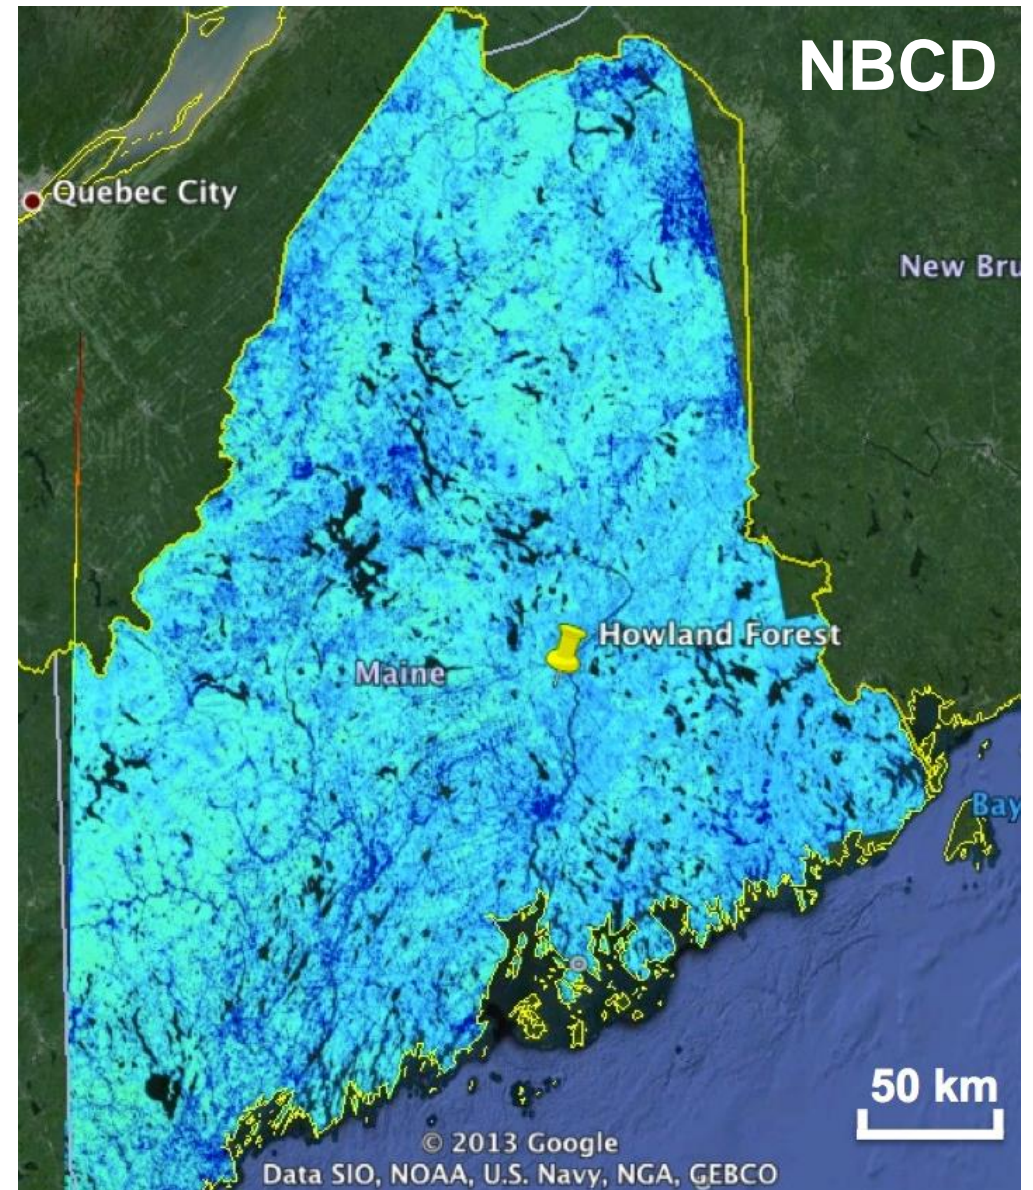 NBCD
Quebec City
New Bru
Howland Forest
Maine
Bay
50 km
© 2013 Google
Data SIO, NOAA, U.S. Navy, NGA, GEBCO